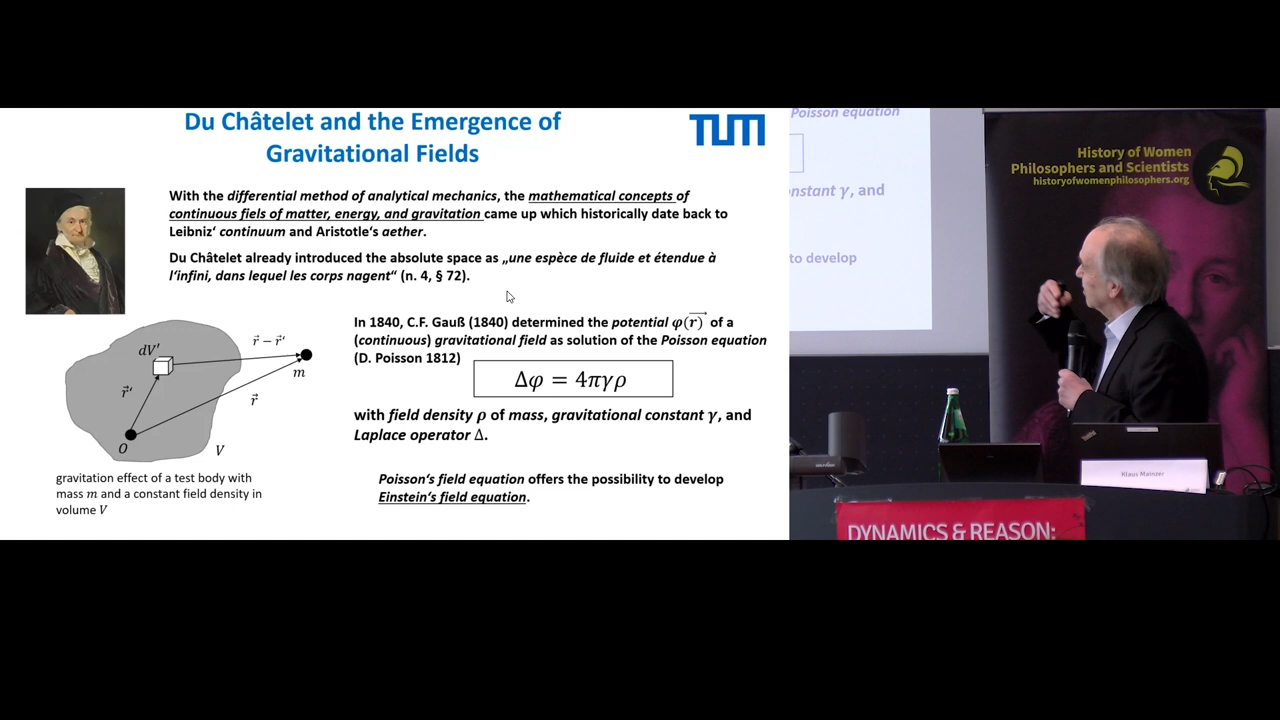 Du Châtelet and the Emergence of
Gravitational Fields
TUM
With the differential method of analytical mechanics, the mathematical concepts of
continuous fiels of matter, energy, and gravitation came up which historically date back to
Leibniz‘ continuum and Aristotle‘s aether.
Du Châtelet already introduced the absolute space as „une espèce de fluide et étendue à
l‘infini, dans lequel les corps nagent“ (n. 4, § 72).
In 1840, C.F. Gauß (1840) determined the potential φ(r⃗) of a
(continuous) gravitational field as solution of the Poisson equation
(D. Poisson 1812)
Δφ = 4πγρ
with field density ρ of mass, gravitational constant γ, and
Laplace operator Δ.
Poisson‘s field equation offers the possibility to develop
Einstein‘s field equation.
dV′
r⃗ − r⃗′
m
r⃗′
r⃗
O
V
gravitation effect of a test body with
mass m and a constant field density in
volume V
Poisson equation
nstant γ, and
to develop
History of Women
Philosophers and Scientists
historyofwomenphilosophers.org
Klaus Mainzer
DYNAMICS & REASON: